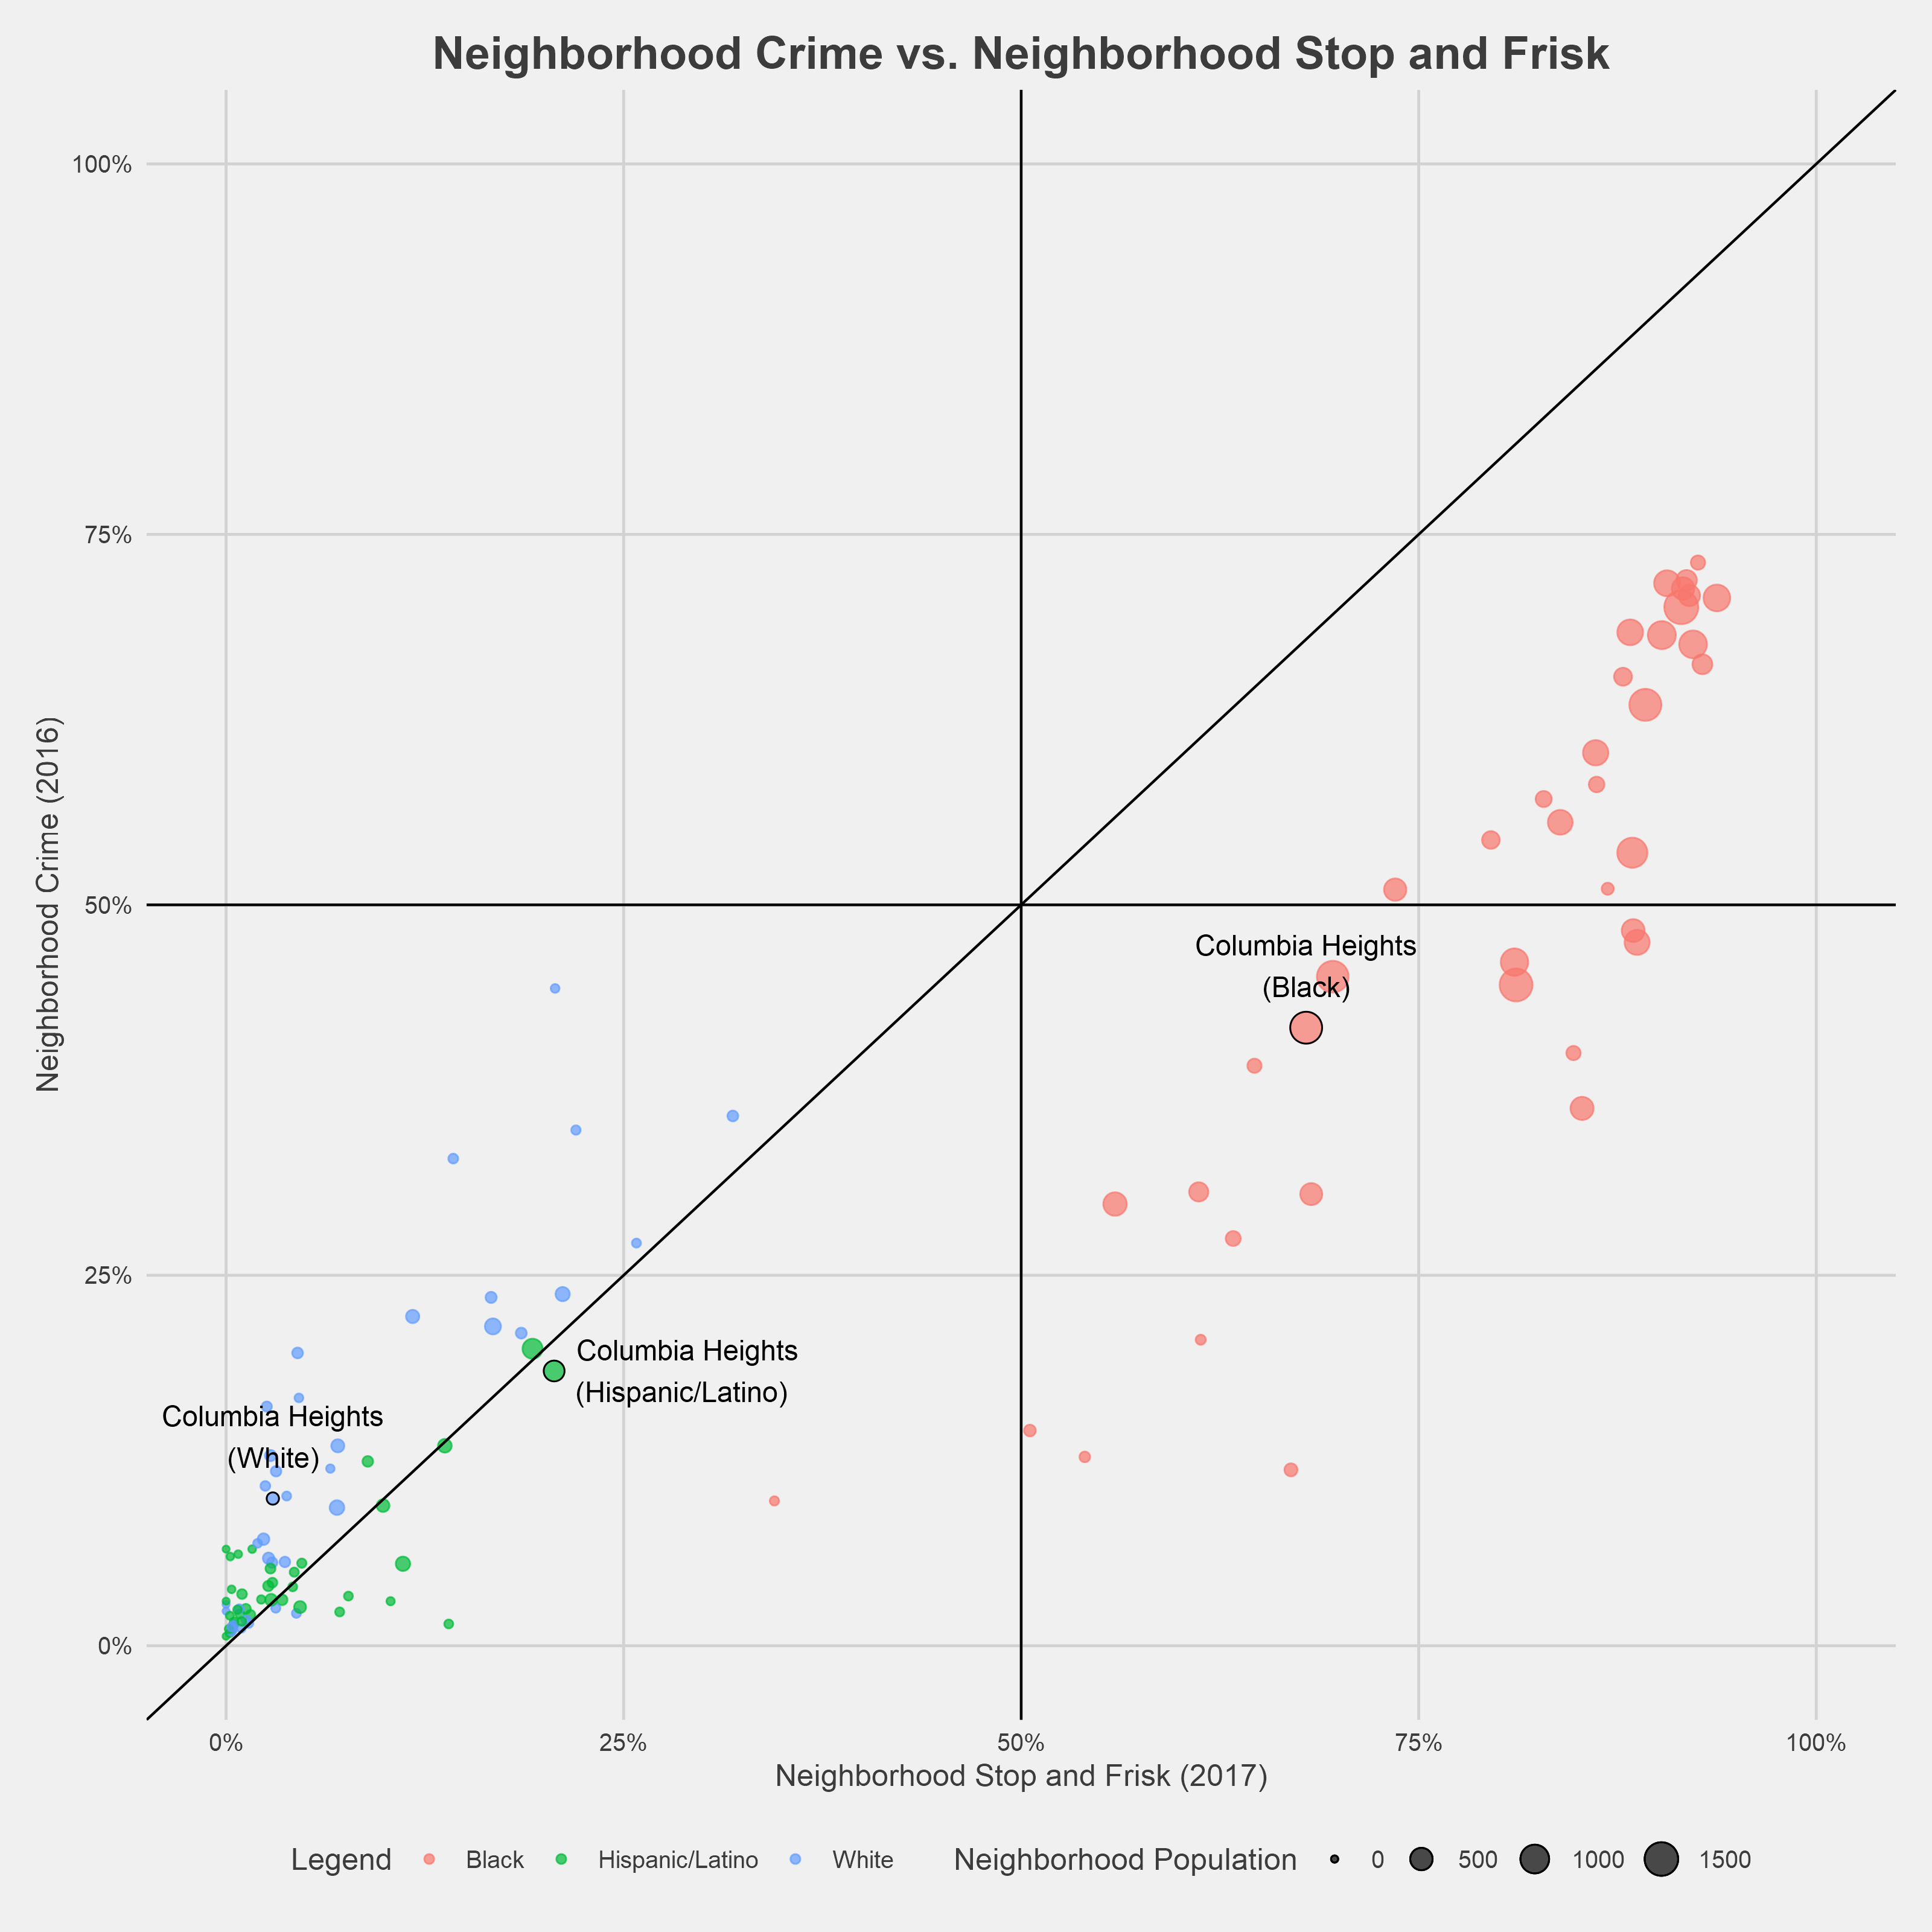 Neighborhood Crime vs. Neighborhood Stop and Frisk
100%
75%
50%
25%
0%
Neighborhood Crime (2016)
Columbia Heights
(Black)
Columbia Heights
(Hispanic/Latino)
Columbia Heights
(White)
0%
25%
50%
75%
100%
Neighborhood Stop and Frisk (2017)
Legend
Black
Hispanic/Latino
White
Neighborhood Population
0
500
1000
1500